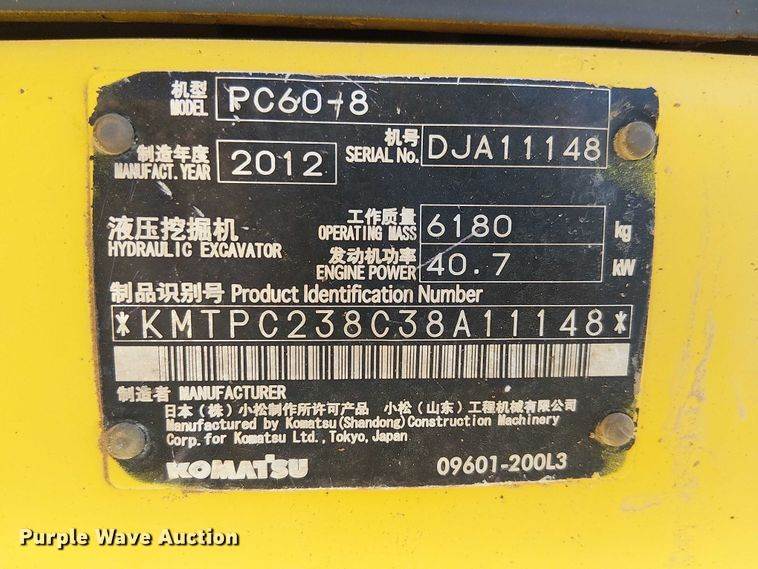 机型
MODEL PC60-8
制造年度
MANUFACT. YEAR 2012
机号
SERIAL No. DJA11148
液压挖掘机
HYDRAULIC EXCAVATOR
工作质量
OPERATING MASS 6180 kg
发动机功率
ENGINE POWER 40.7 kW
制品识别号 Product Identification Number
*KMTPC238C38A11148*
制造者 MANUFACTURER
日本（株）小松制作所许可产品 小松（山东）工程机械有限公司
Manufactured by Komatsu(Shandong)Construction Machinery
Corp. for Komatsu Ltd., Tokyo, Japan
KOMATSU 09601-200L3
Purple Wave Auction